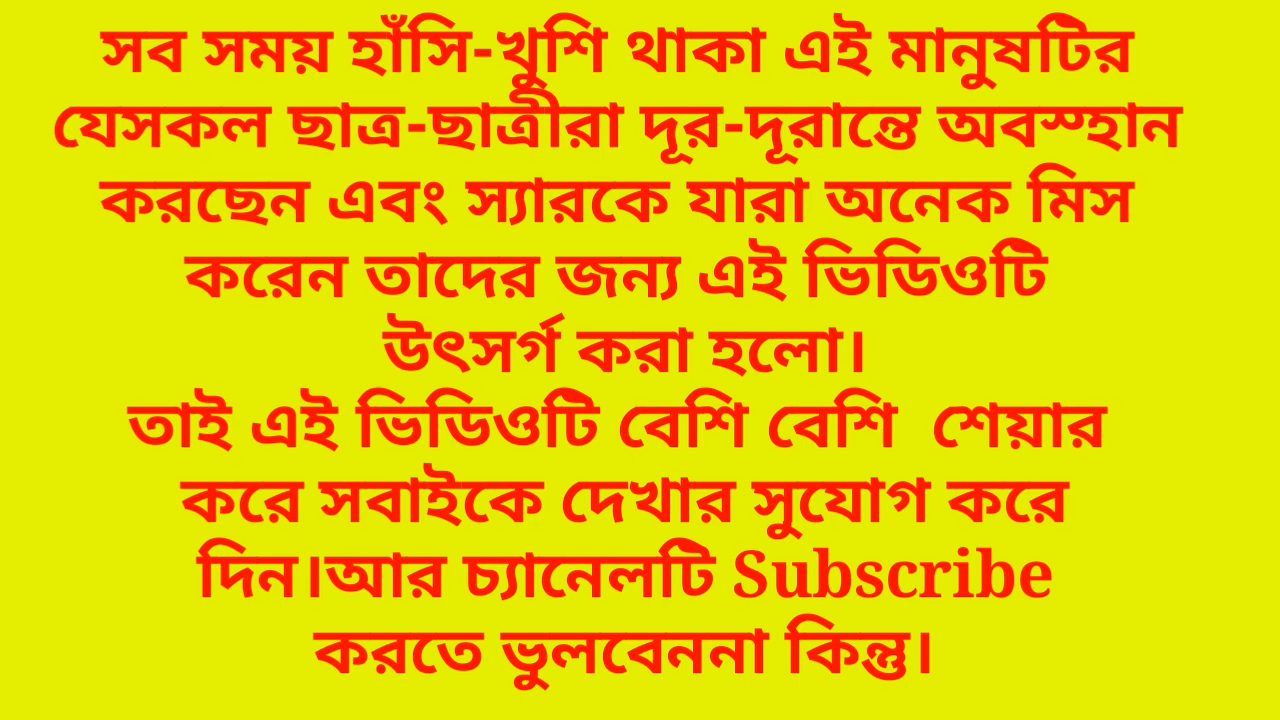 সব সময় হাঁসি-খুশি থাকা এই মানুষটির
যেসকল ছাত্র-ছাত্রীরা দূর-দূরান্তে অবস্হান
করছেন এবং স্যারকে যারা অনেক মিস
করেন তাদের জন্য এই ভিডিওটি
উৎসর্গ করা হলো।
তাই এই ভিডিওটি বেশি বেশি  শেয়ার
করে সবাইকে দেখার সুযোগ করে
দিন।আর চ্যানেলটি Subscribe
করতে ভুলবেননা কিন্তু।